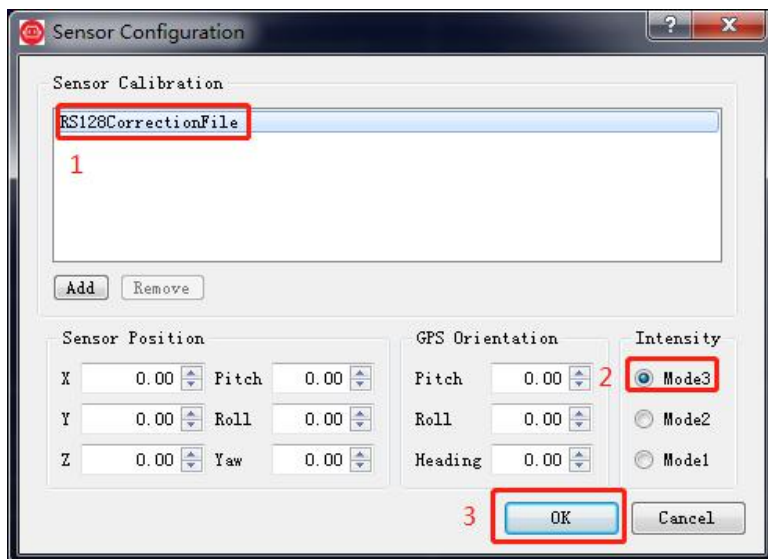 Sensor Configuration
? X
Sensor Calibration
RS128CorrectionFile
1
Add Remove
Sensor Position GPS Orientation Intensity
X 0.00 Pitch 0.00 Pitch 0.00 2 Mode3
Y 0.00 Roll 0.00 Roll 0.00 Mode2
Z 0.00 Yaw 0.00 Heading 0.00 Mode1
3 OK Cancel